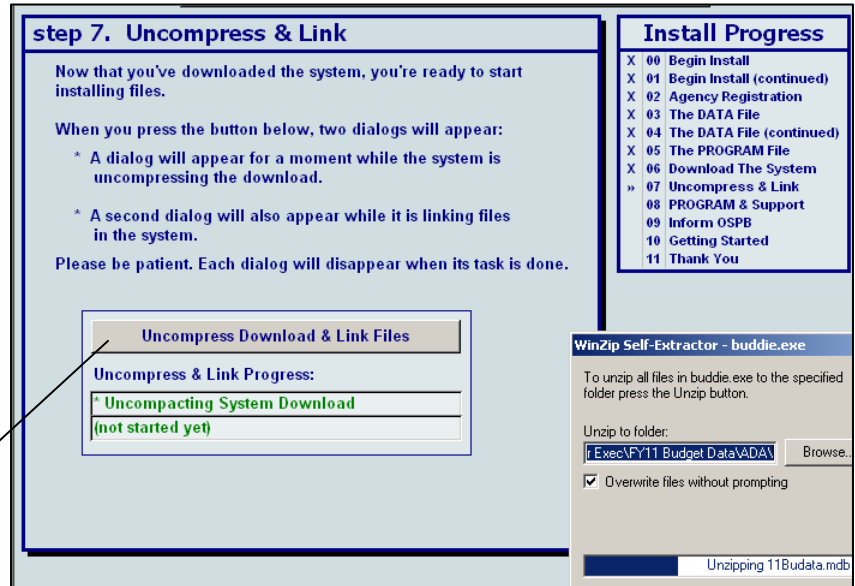 step 7. Uncompress & Link
Now that you've downloaded the system, you're ready to start
installing files.
When you press the button below, two dialogs will appear:
* A dialog will appear for a moment while the system is
uncompressing the download.
* A second dialog will also appear while it is linking files
in the system.
Please be patient. Each dialog will disappear when its task is done.
Uncompress Download & Link Files
Uncompress & Link Progress:
* Uncompacting System Download
(not started yet)
Install Progress
X 00 Begin Install
X 01 Begin Install (continued)
X 02 Agency Registration
X 03 The DATA File
X 04 The DATA File (continued)
X 05 The PROGRAM File
X 06 Download The System
» 07 Uncompress & Link
08 PROGRAM & Support
09 Inform OSPB
10 Getting Started
11 Thank You
WinZip Self-Extractor - buddie.exe
To unzip all files in buddie.exe to the specified
folder press the Unzip button.
Unzip to folder:
r Exec\FY11 Budget Data\ADA\ Browse..
Overwrite files without prompting
Unzipping 11Budata.mdb